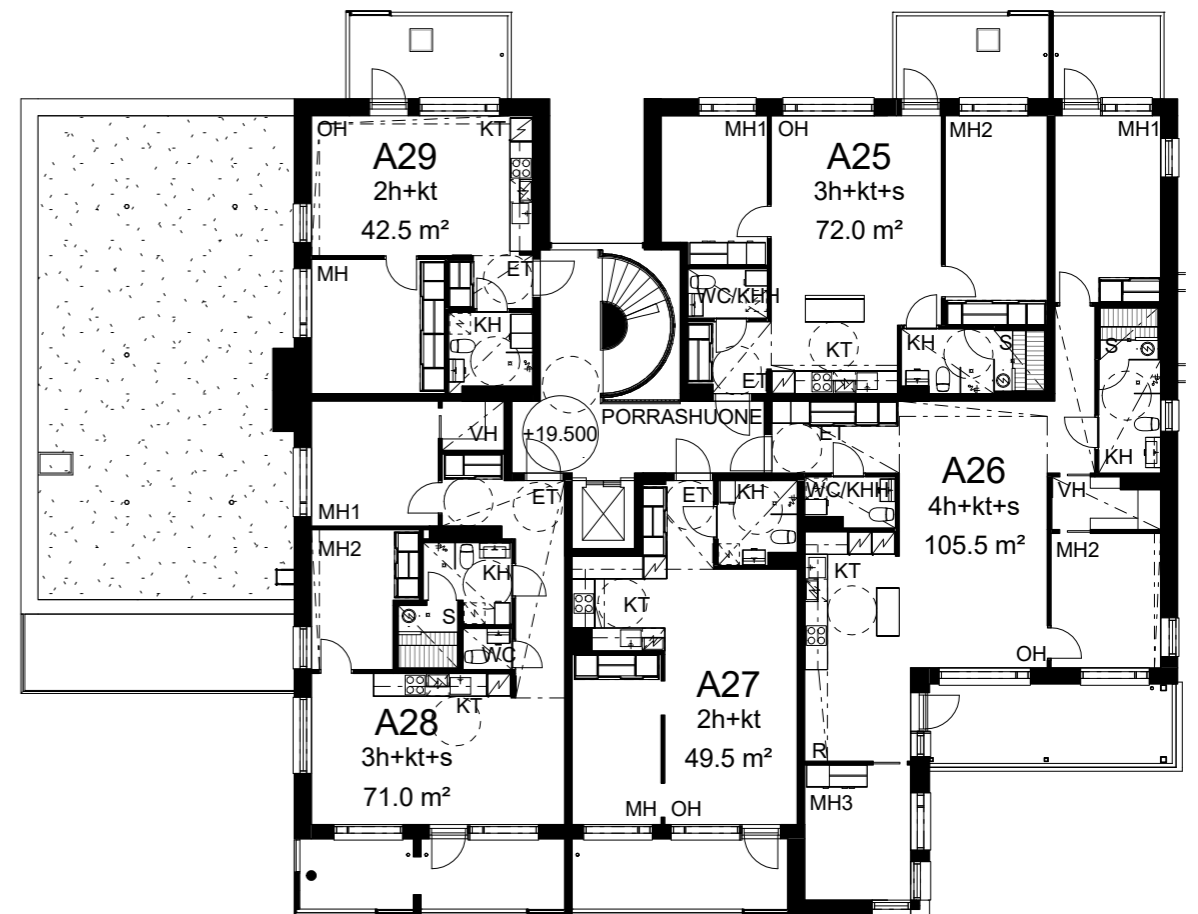 OH
KT
A29
2h+kt
42.5 m²
MH
ET
KH
MH1
OH
A25
3h+kt+s
72.0 m²
MH2
WC/KHH
KT
ET
KH
S
MH1
S
KH
PORRASHUONE
+19.500
VH
MH1
ET
MH2
KH
S
WC
KT
A28
3h+kt+s
71.0 m²
ET
KH
KT
A27
2h+kt
49.5 m²
MH
OH
ET
WC/KHH
A26
4h+kt+s
105.5 m²
VH
MH2
KT
OH
R
MH3